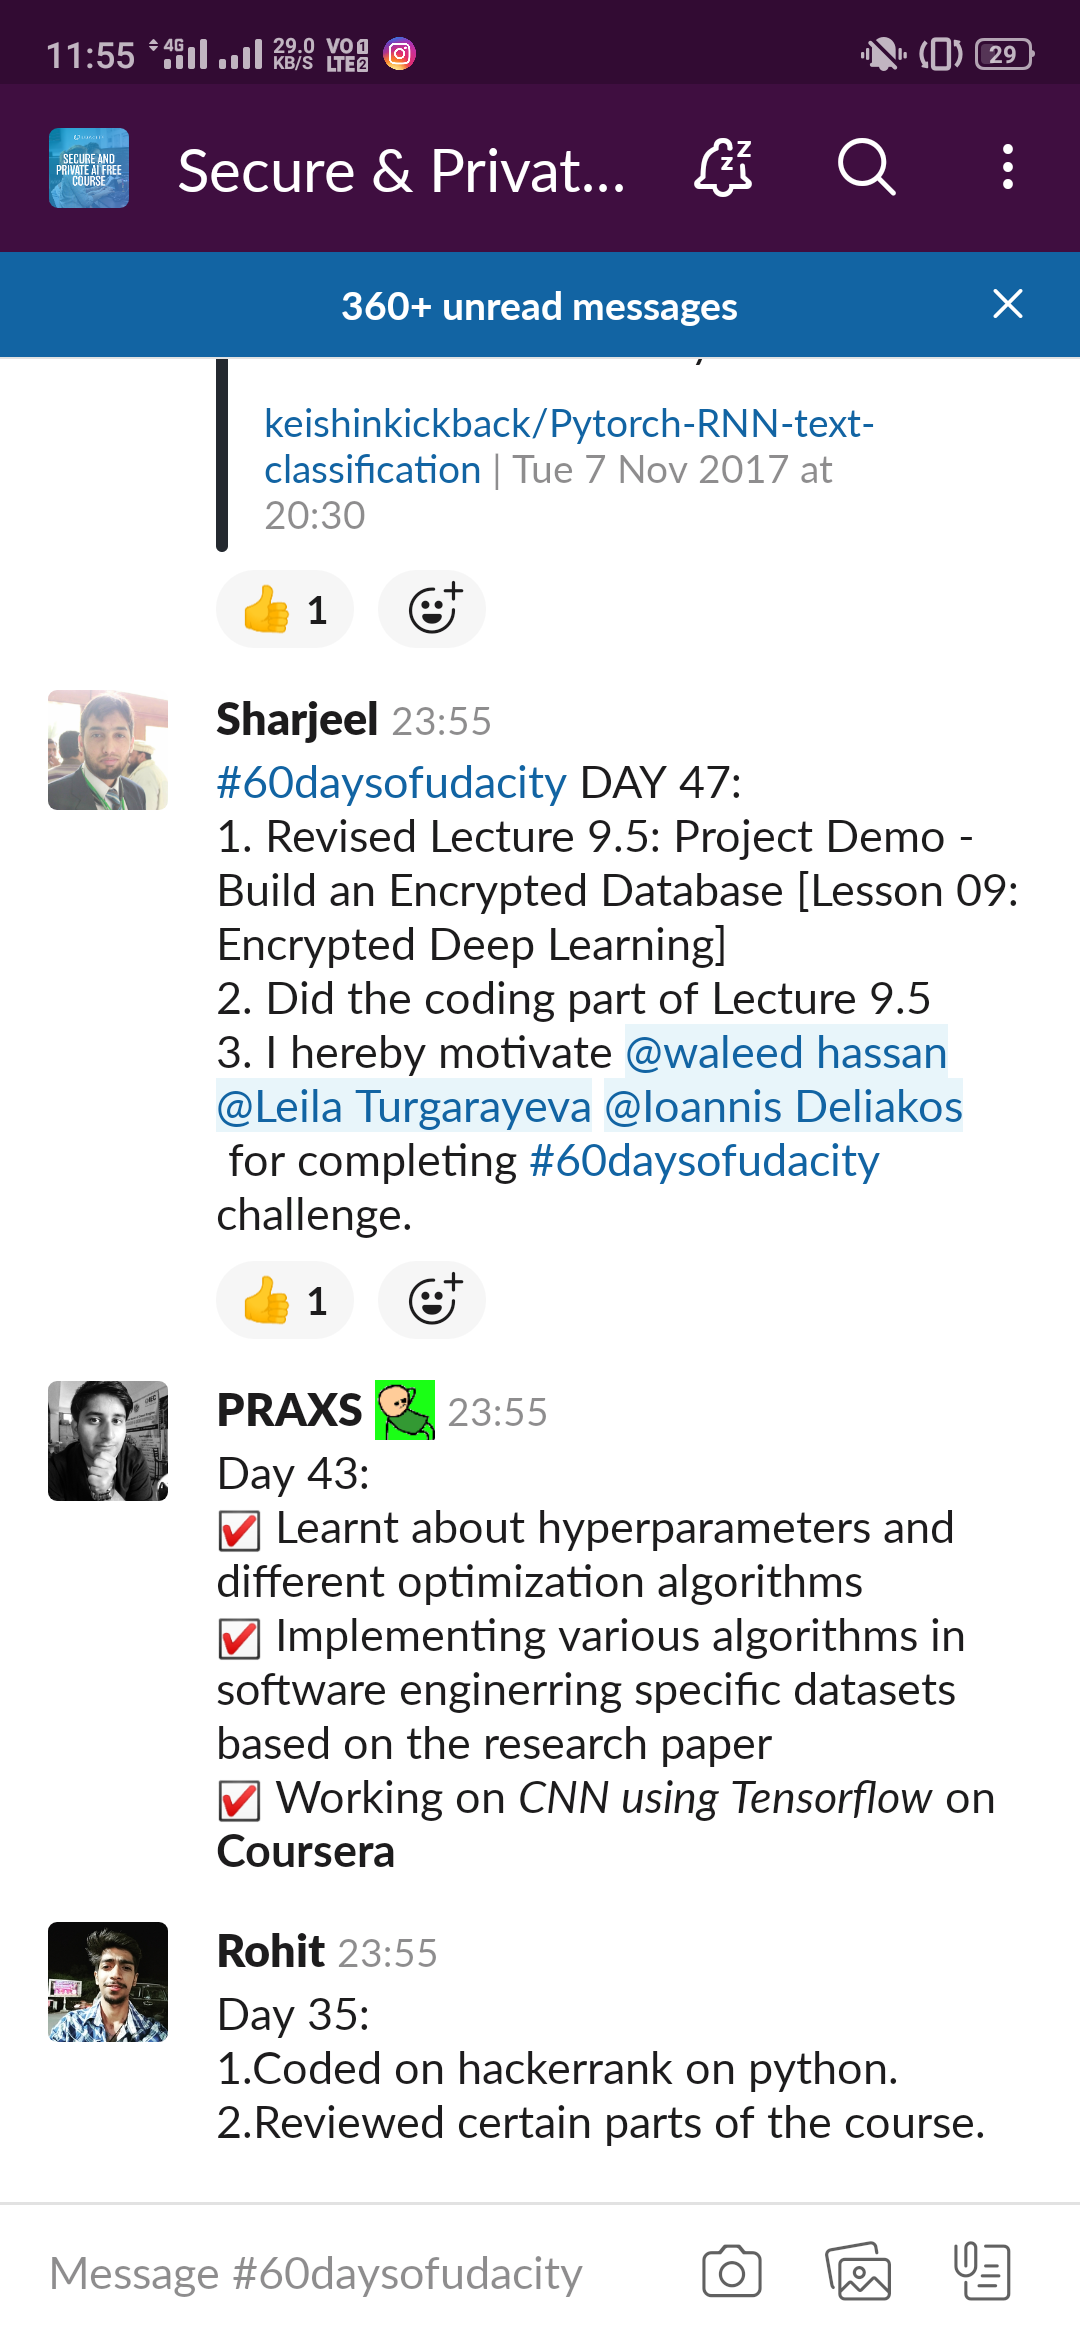 11:55 4G 29.0 KB/S VO 1 LTE 2 29
SECURE AND
PRIVATE AI FREE
COURSE
Secure & Privat...
360+ unread messages
keishinkickback/Pytorch-RNN-text-
classification | Tue 7 Nov 2017 at
20:30
1
Sharjeel 23:55
#60daysofudacity DAY 47:
1. Revised Lecture 9.5: Project Demo -
Build an Encrypted Database [Lesson 09:
Encrypted Deep Learning]
2. Did the coding part of Lecture 9.5
3. I hereby motivate @waleed hassan
@Leila Turgarayeva @Ioannis Deliakos
for completing #60daysofudacity
challenge.
1
PRAXS 23:55
Day 43:
Learnt about hyperparameters and
different optimization algorithms
Implementing various algorithms in
software enginerring specific datasets
based on the research paper
Working on CNN using Tensorflow on
Coursera
Rohit 23:55
Day 35:
1.Coded on hackerrank on python.
2.Reviewed certain parts of the course.
Message #60daysofudacity